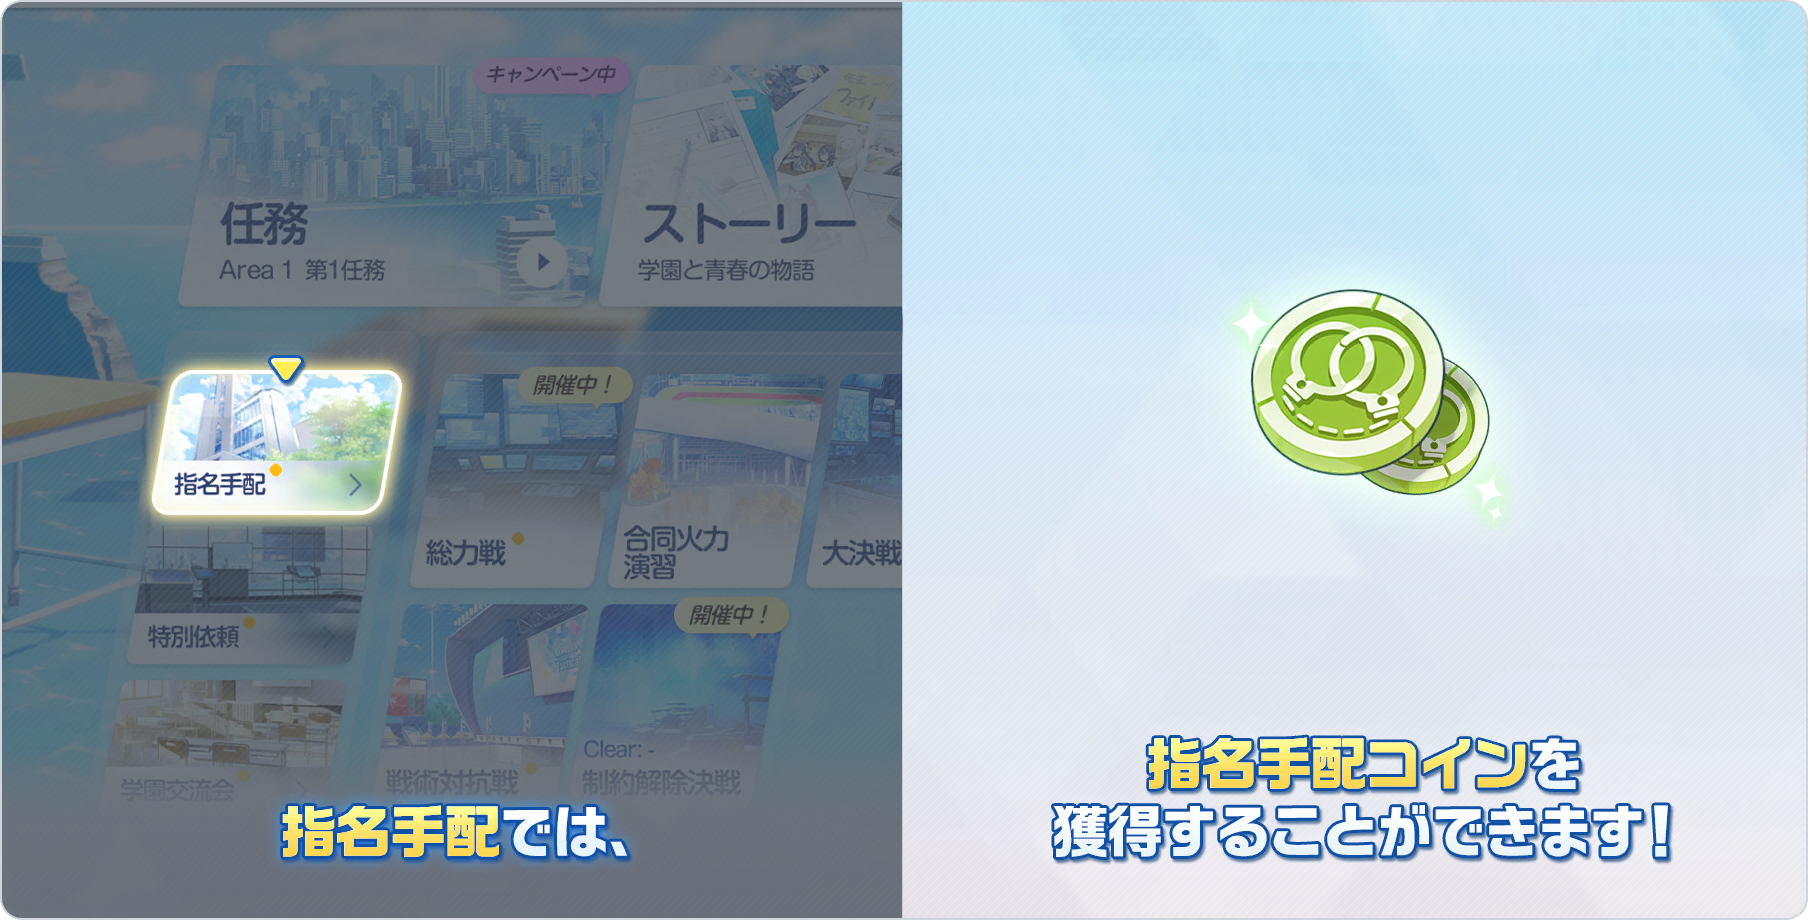 キャンペーン中
任務
Area 1 第1任務
ストーリー
学園と青春の物語
指名手配
開催中！
総力戦
合同火力
演習
大決戦
特別依頼
開催中！
学園交流会
戦術対抗戦
Clear: -
制約解除決戦
指名手配では、
指名手配コインを
獲得することができます！